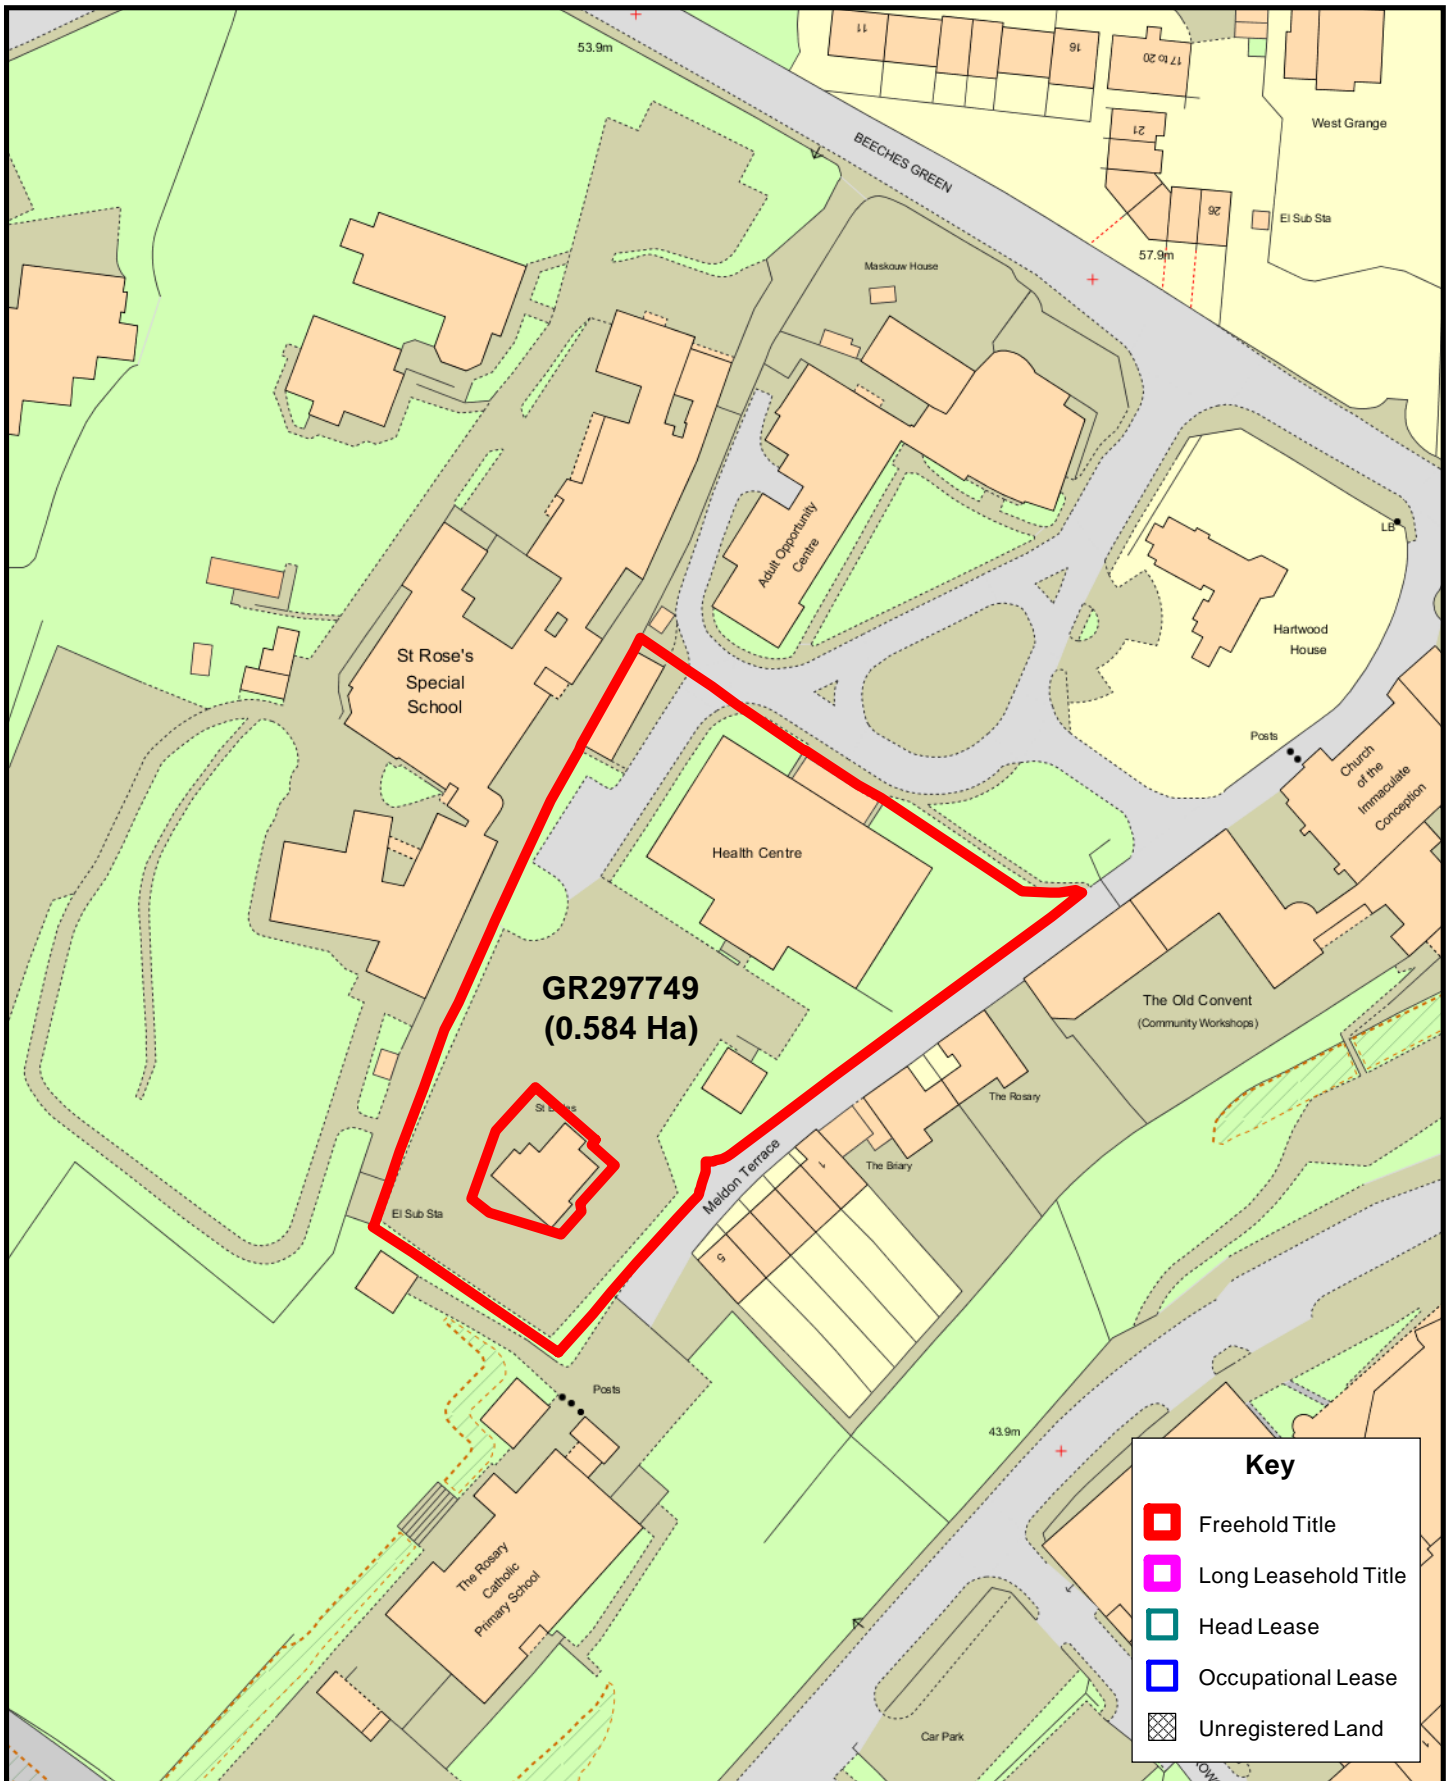 53.9m
11
16
17 to 20
BEECHES GREEN
21
26
West Grange
El Sub Sta
57.9m
Maskouw House
LB
Adult Opportunity
Centre
Hartwood
House
St Rose's
Special
School
Posts
Church
of the
Immaculate
Conception
Health Centre
GR297749
(0.584 Ha)
The Old Convent
(Community Workshops)
The Rosary
The Briary
Meldon Terrace
1
5
El Sub Sta
Posts
43.9m
The Rosary
Catholic
Primary School
Car Park
Key
Freehold Title
Long Leasehold Title
Head Lease
Occupational Lease
Unregistered Land